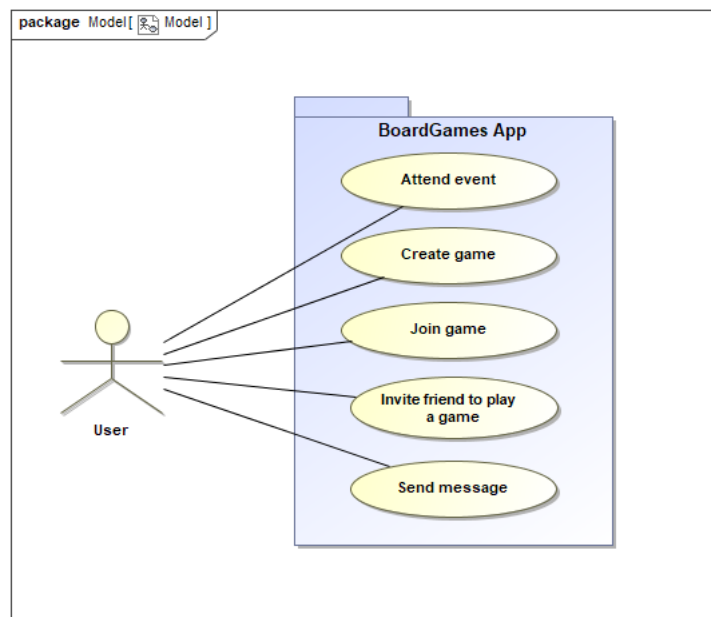 package Model[ Model ]
BoardGames App
Attend event
Create game
Join game
Invite friend to play
a game
Send message
User